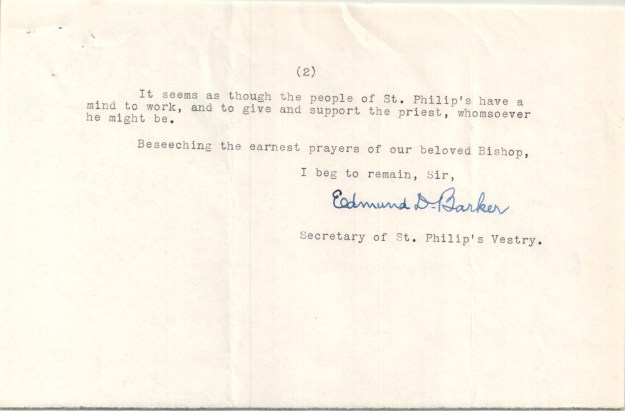 (2)
It seems as though the people of St. Philip's have a
mind to work, and to give and support the priest, whomsoever
he might be.
Beseeching the earnest prayers of our beloved Bishop,
I beg to remain, Sir,
Edmund D. Barker
Secretary of St. Philip's Vestry.